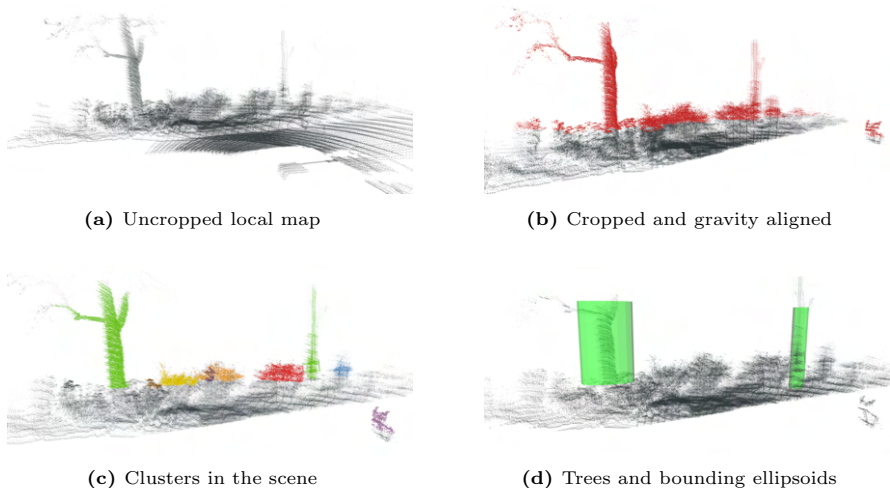 (a) Uncropped local map
(b) Cropped and gravity aligned
(c) Clusters in the scene
(d) Trees and bounding ellipsoids